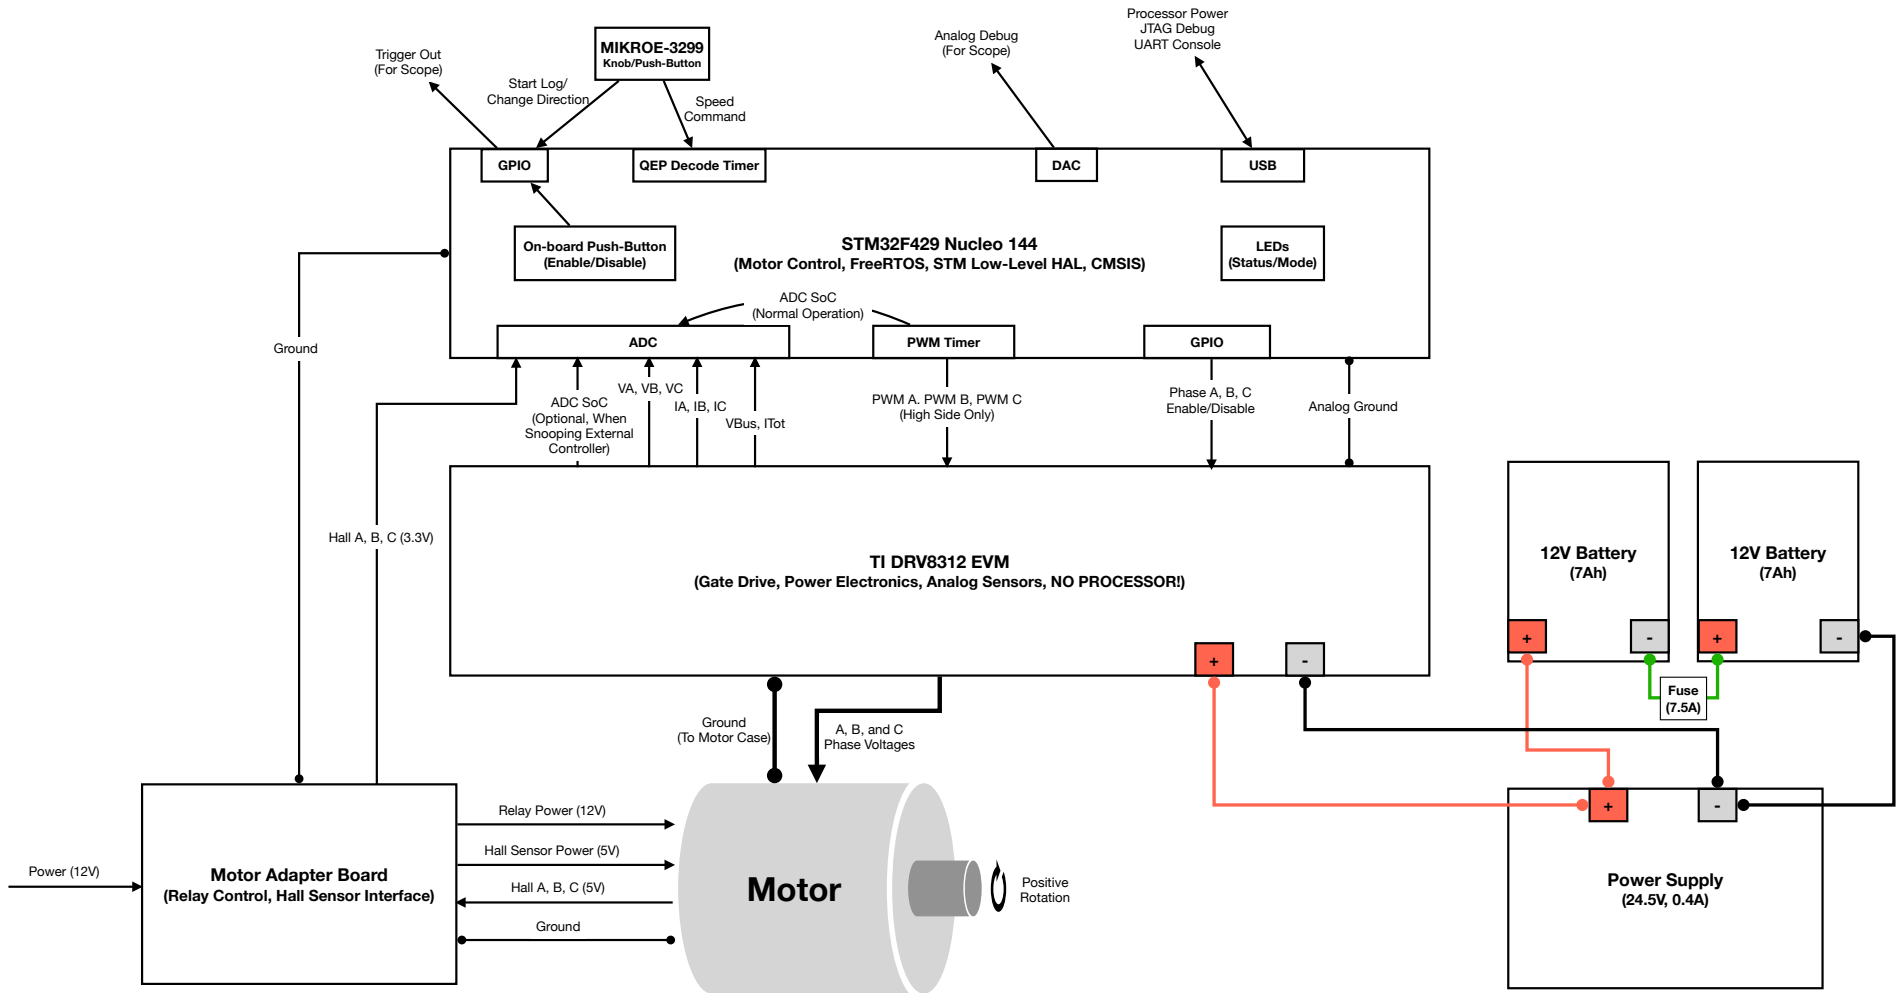 Processor Power
JTAG Debug
UART Console
Analog Debug
(For Scope)
MIKROE-3299
Knob/Push-Button
Trigger Out
(For Scope)
Start Log/
Change Direction
Speed
Command
GPIO
QEP Decode Timer
DAC
USB
On-board Push-Button
(Enable/Disable)
STM32F429 Nucleo 144
(Motor Control, FreeRTOS, STM Low-Level HAL, CMSIS)
LEDs
(Status/Mode)
ADC SoC
(Normal Operation)
ADC
PWM Timer
GPIO
Ground
ADC SoC
(Optional, When
Snooping External
Controller)
VA, VB, VC
IA, IB, IC
VBus, ITot
PWM A. PWM B, PWM C
(High Side Only)
Phase A, B, C
Enable/Disable
Analog Ground
Hall A, B, C (3.3V)
TI DRV8312 EVM
(Gate Drive, Power Electronics, Analog Sensors, NO PROCESSOR!)
+
-
12V Battery
(7Ah)
+
-
12V Battery
(7Ah)
+
-
Fuse
(7.5A)
Ground
(To Motor Case)
A, B, and C
Phase Voltages
Power (12V)
Motor Adapter Board
(Relay Control, Hall Sensor Interface)
Relay Power (12V)
Hall Sensor Power (5V)
Hall A, B, C (5V)
Ground
Motor
Positive
Rotation
+
-
Power Supply
(24.5V, 0.4A)